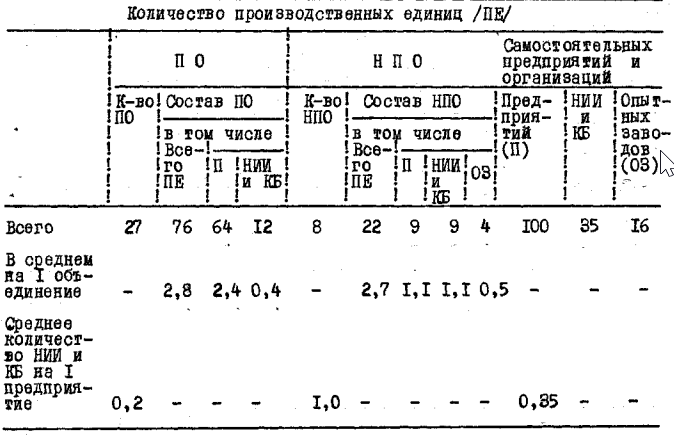 Количество производственных единиц /ПЕ/
П О Н П О Самостоятельных предприятий и организаций
К-во ПО Состав ПО К-во НПО Состав НПО Пред-прия-тий (П) НИИ и КБ Опыт-ных заво-дов (ОЗ)
в том числе в том числе
Все-го ПЕ П НИИ и КБ Все-го ПЕ П НИИ и КБ ОЗ
Всего 27 76 64 I2 8 22 9 9 4 I00 85 I6
В среднем
на I объ-
единение - 2,8 2,4 0,4 - 2,7 I,I I,I 0,5 - - -
Среднее
количест-
во НИИ и
КБ на I
предприя-
тие 0,2 - - - I,0 - - - - 0,85 - -